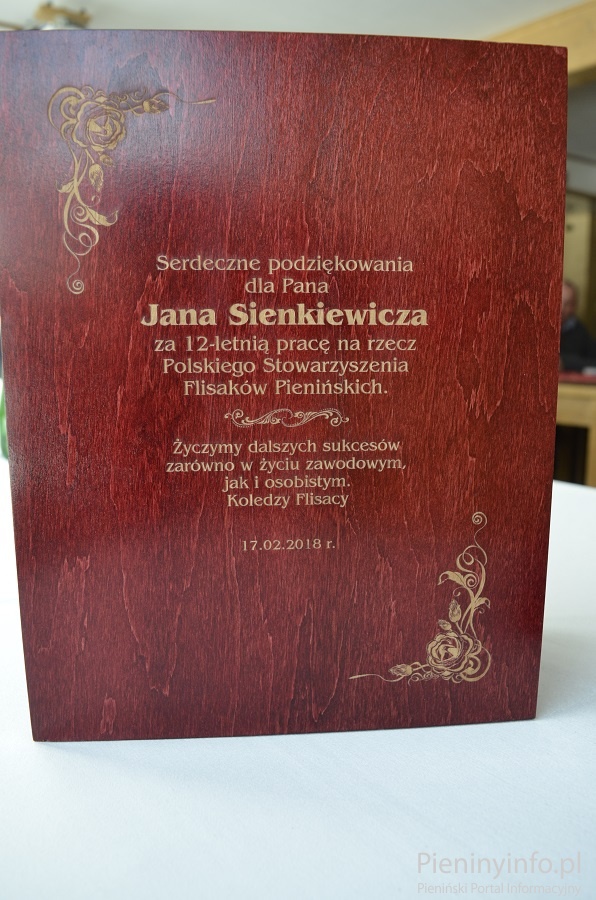 Serdeczne podziękowania
dla Pana
Jana Sienkiewicza
za 12-letnią pracę na rzecz
Polskiego Stowarzyszenia
Flisaków Pienińskich.
Życzymy dalszych sukcesów
zarówno w życiu zawodowym,
jak i osobistym.
Koledzy Flisacy
17.02.2018 r.
Pieninyinfo.pl
Pieniński Portal Informacyjny